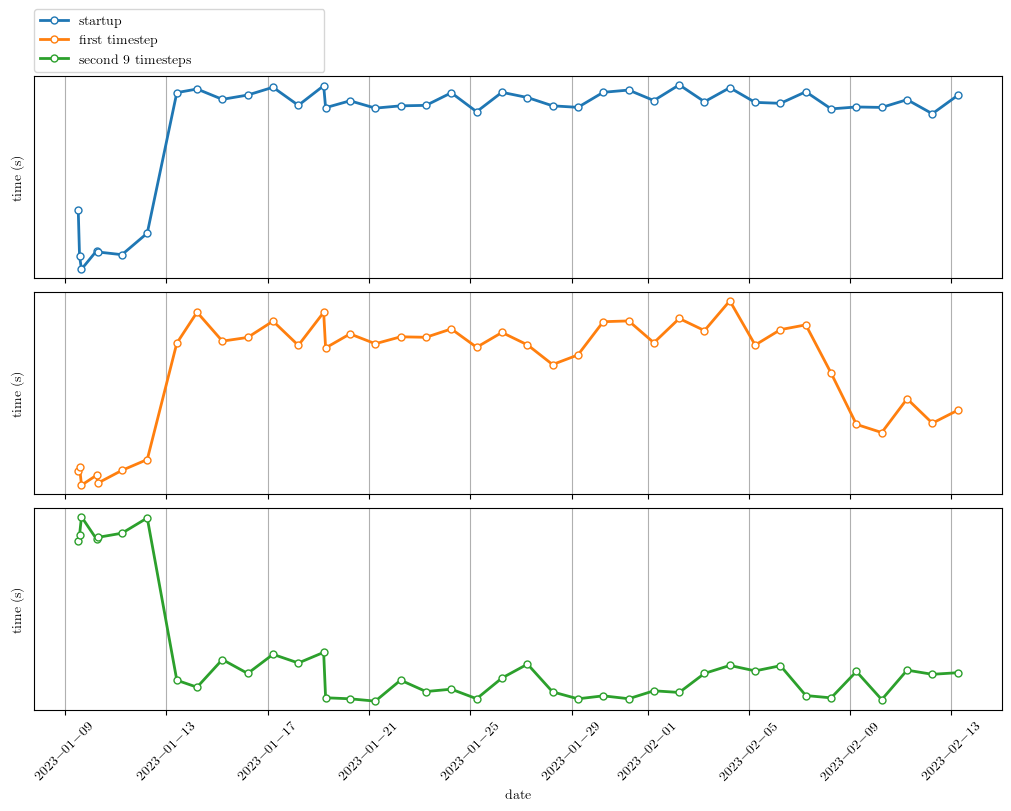 startup
first timestep
second 9 timesteps
time (s)
time (s)
time (s)
2023−01−09
2023−01−13
2023−01−17
2023−01−21
2023−01−25
2023−01−29
2023−02−01
2023−02−05
2023−02−09
2023−02−13
date